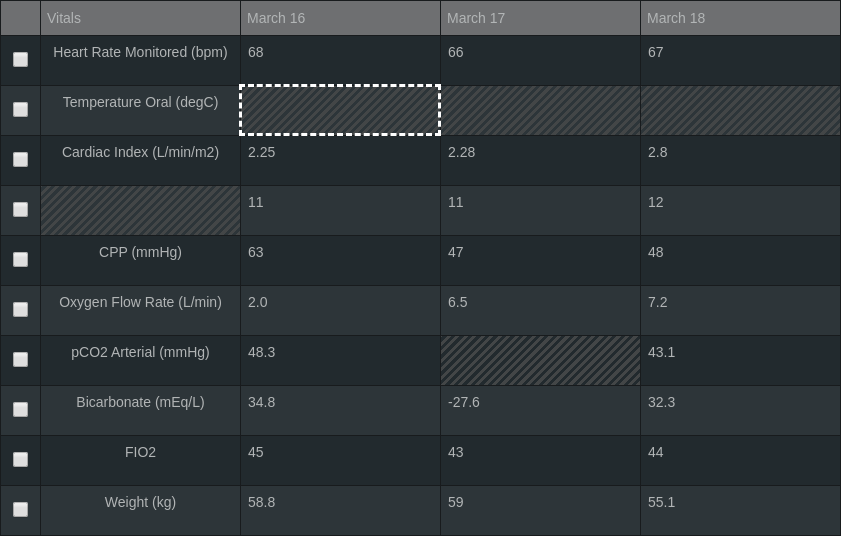 Vitals March 16 March 17 March 18
Heart Rate Monitored (bpm) 68 66 67
Temperature Oral (degC)
Cardiac Index (L/min/m2) 2.25 2.28 2.8
11 11 12
CPP (mmHg) 63 47 48
Oxygen Flow Rate (L/min) 2.0 6.5 7.2
pCO2 Arterial (mmHg) 48.3 43.1
Bicarbonate (mEq/L) 34.8 -27.6 32.3
FIO2 45 43 44
Weight (kg) 58.8 59 55.1